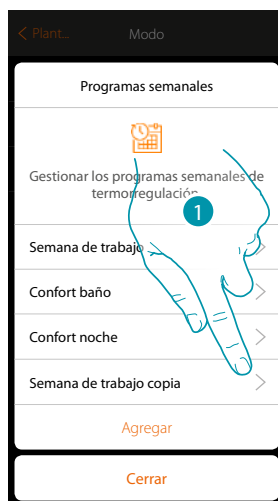 Plant... Modo
Programas semanales
Gestionar los programas semanales de
termorregulación
1
Semana de trabajo
Confort baño
Confort noche
Semana de trabajo copia
Agregar
Cerrar